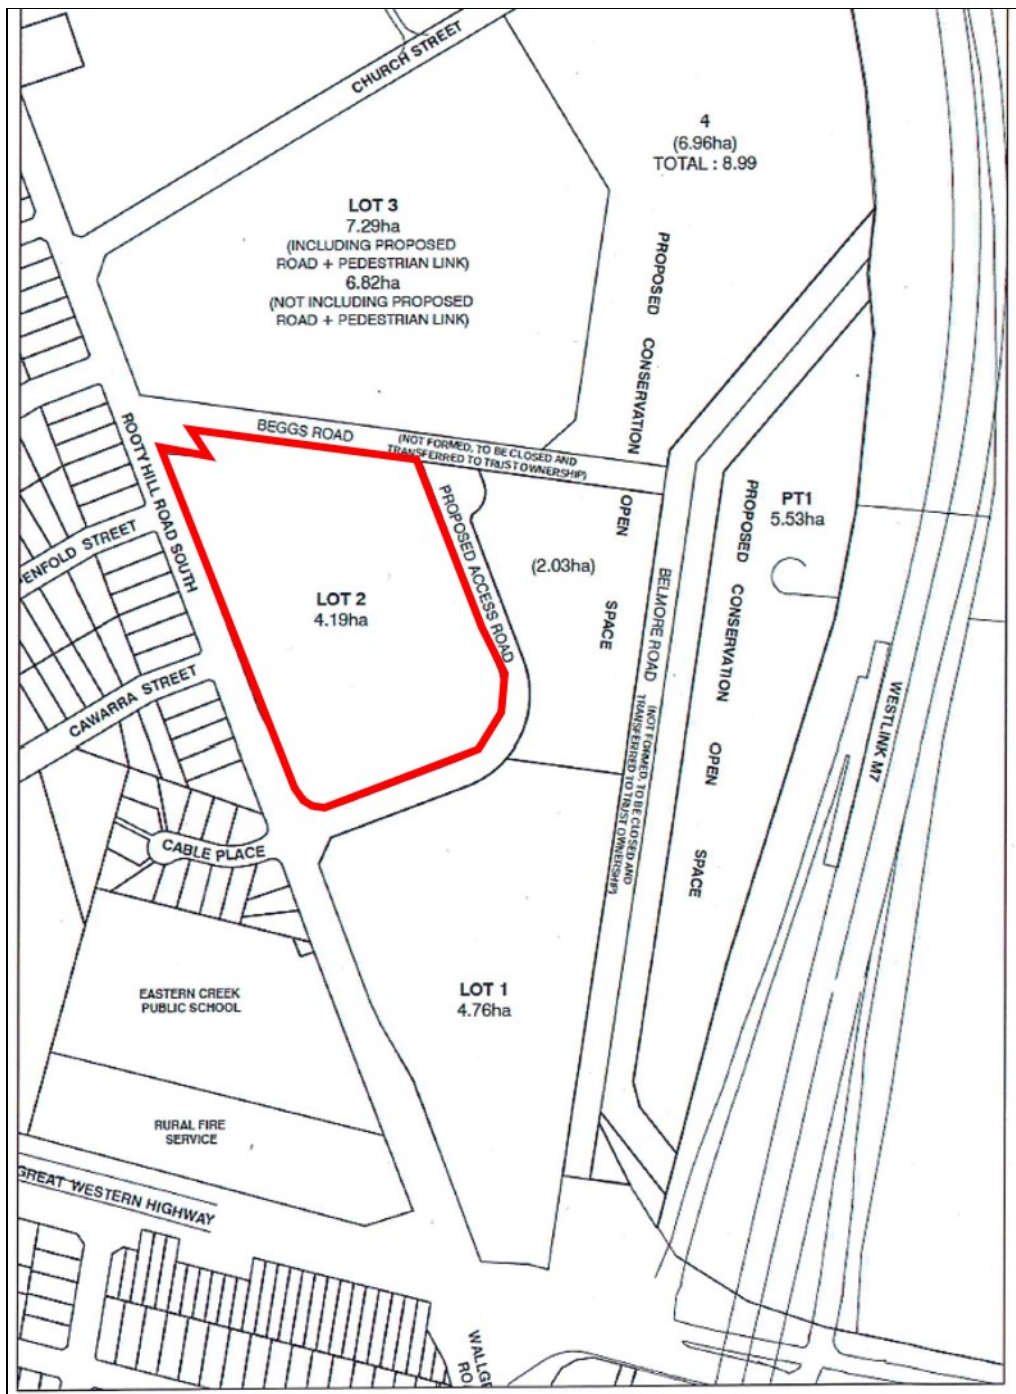 CHURCH STREET
4
(6.96ha)
TOTAL : 8.99
LOT 3
7.29ha
(INCLUDING PROPOSED
ROAD + PEDESTRIAN LINK)
6.82ha
(NOT INCLUDING PROPOSED
ROAD + PEDESTRIAN LINK)
PROPOSED CONSERVATION
BEGGS ROAD
(NOT FORMED, TO BE CLOSED AND
TRANSFERRED TO TRUST OWNERSHIP)
ROOTY HILL ROAD SOUTH
PENFOLD STREET
PROPOSED ACCESS ROAD
OPEN SPACE
(2.03ha)
PT1
5.53ha
PROPOSED CONSERVATION OPEN SPACE
LOT 2
4.19ha
BELMORE ROAD
(NOT FORMED, TO BE CLOSED AND
TRANSFERRED TO TRUST OWNERSHIP)
CAWARRA STREET
WESTLINK M7
CABLE PLACE
EASTERN CREEK
PUBLIC SCHOOL
LOT 1
4.76ha
RURAL FIRE
SERVICE
GREAT WESTERN HIGHWAY